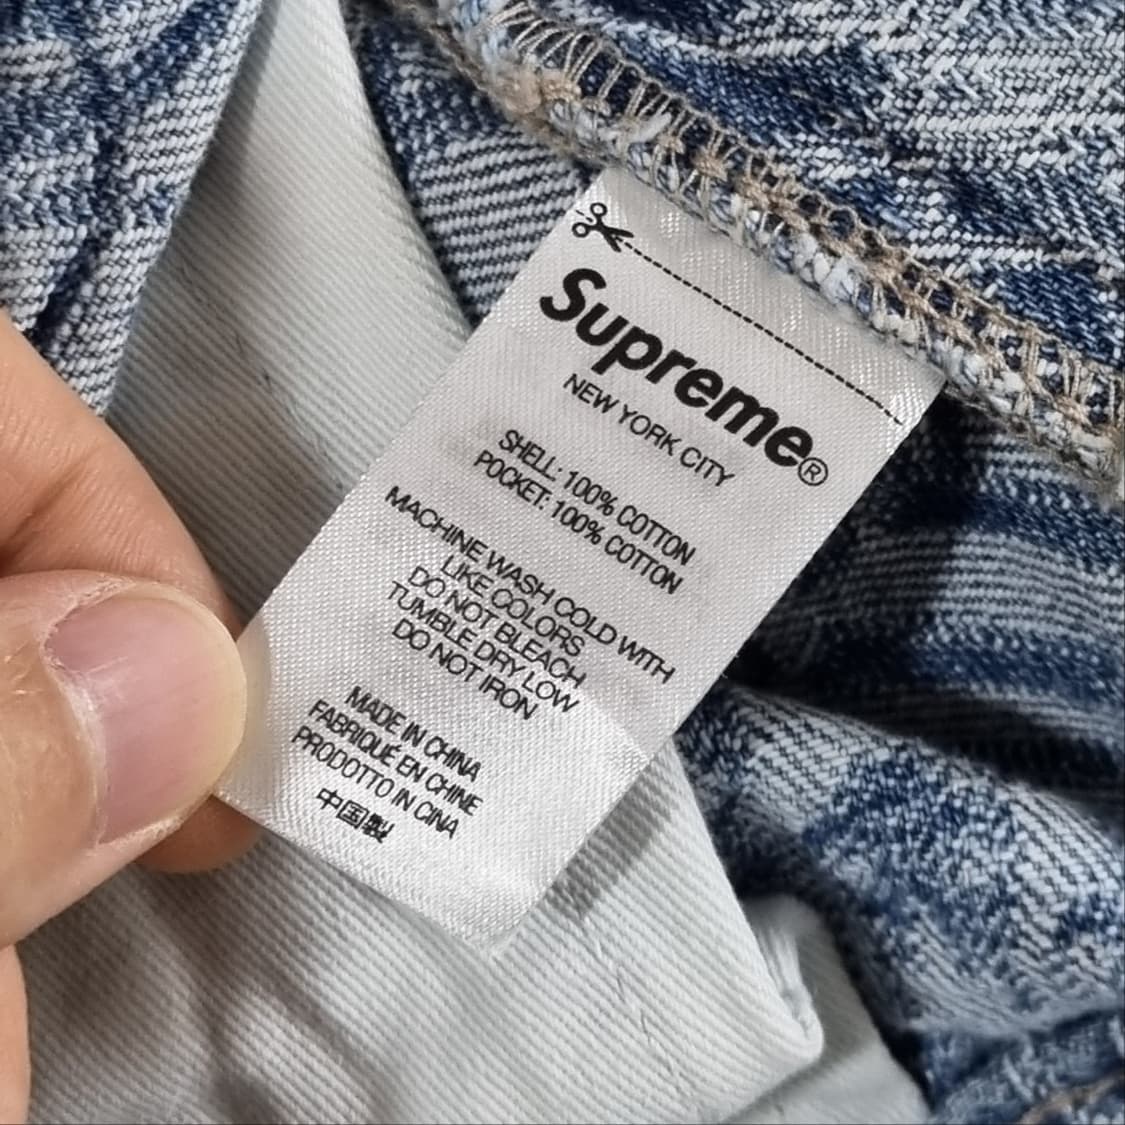 Supreme®
NEW YORK CITY
SHELL: 100% COTTON
POCKET: 100% COTTON
MACHINE WASH COLD WITH
LIKE COLORS
DO NOT BLEACH
TUMBLE DRY LOW
DO NOT IRON
MADE IN CHINA
FABRIQUÉ EN CHINE
PRODOTTO IN CINA
中国製